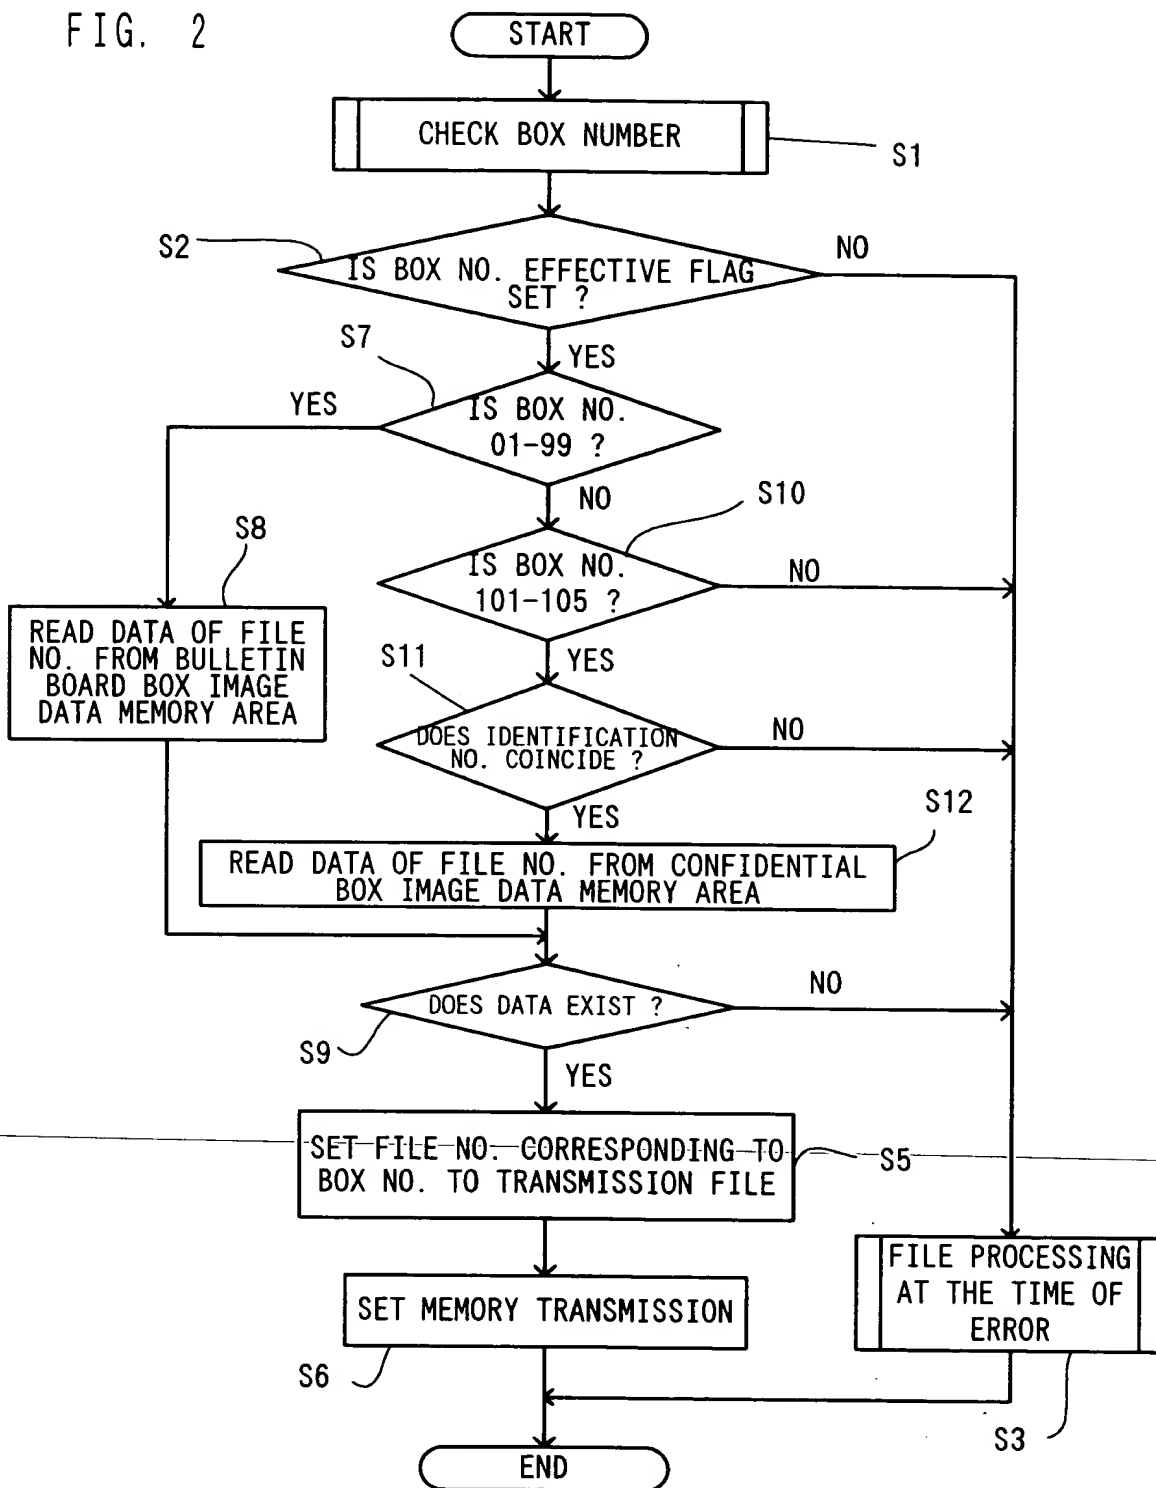 FIG. 2
START
CHECK BOX NUMBER
S1
S2
IS BOX NO. EFFECTIVE FLAG
SET ?
NO
YES
S7
IS BOX NO.
01-99 ?
YES
NO
S10
IS BOX NO.
101-105 ?
NO
YES
S8
READ DATA OF FILE
NO. FROM BULLETIN
BOARD BOX IMAGE
DATA MEMORY AREA
S11
DOES IDENTIFICATION
NO. COINCIDE ?
NO
YES
S12
READ DATA OF FILE NO. FROM CONFIDENTIAL
BOX IMAGE DATA MEMORY AREA
DOES DATA EXIST ?
NO
S9
YES
SET FILE NO. CORRESPONDING TO
BOX NO. TO TRANSMISSION FILE
S5
SET MEMORY TRANSMISSION
S6
FILE PROCESSING
AT THE TIME OF
ERROR
S3
END